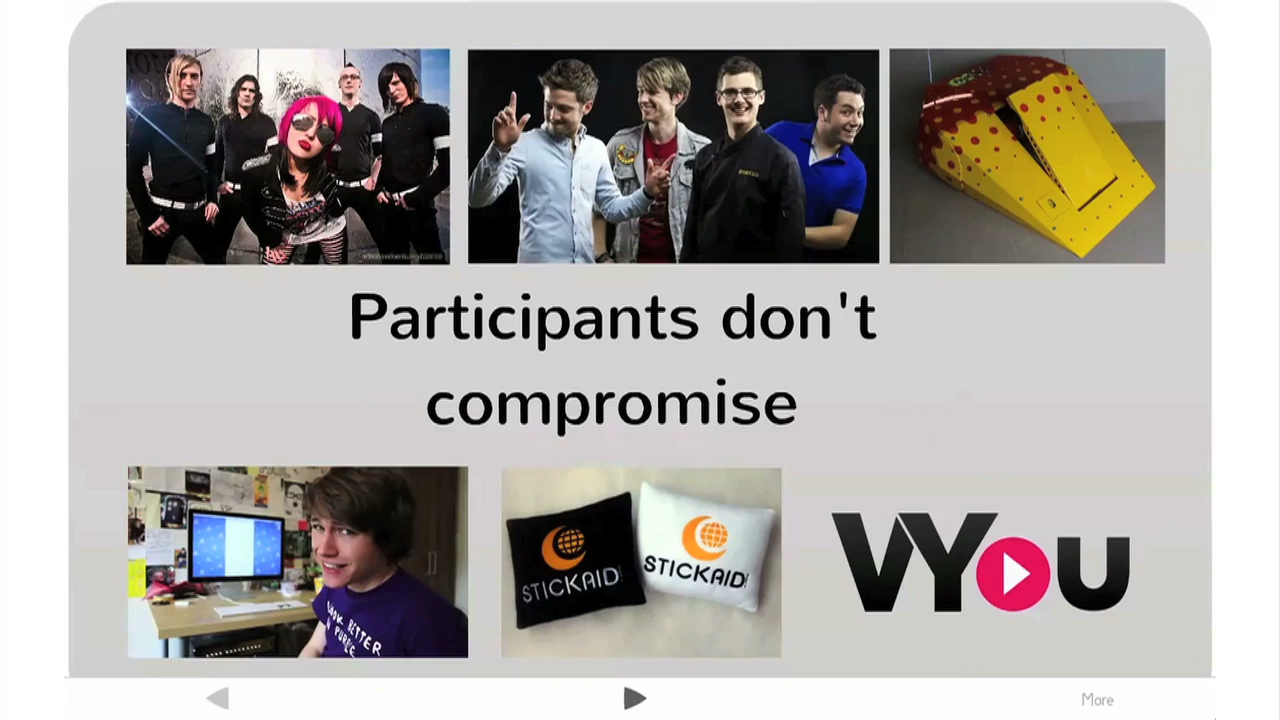 Participants don't
compromise
STICKAID
STICKAID
VYou
More